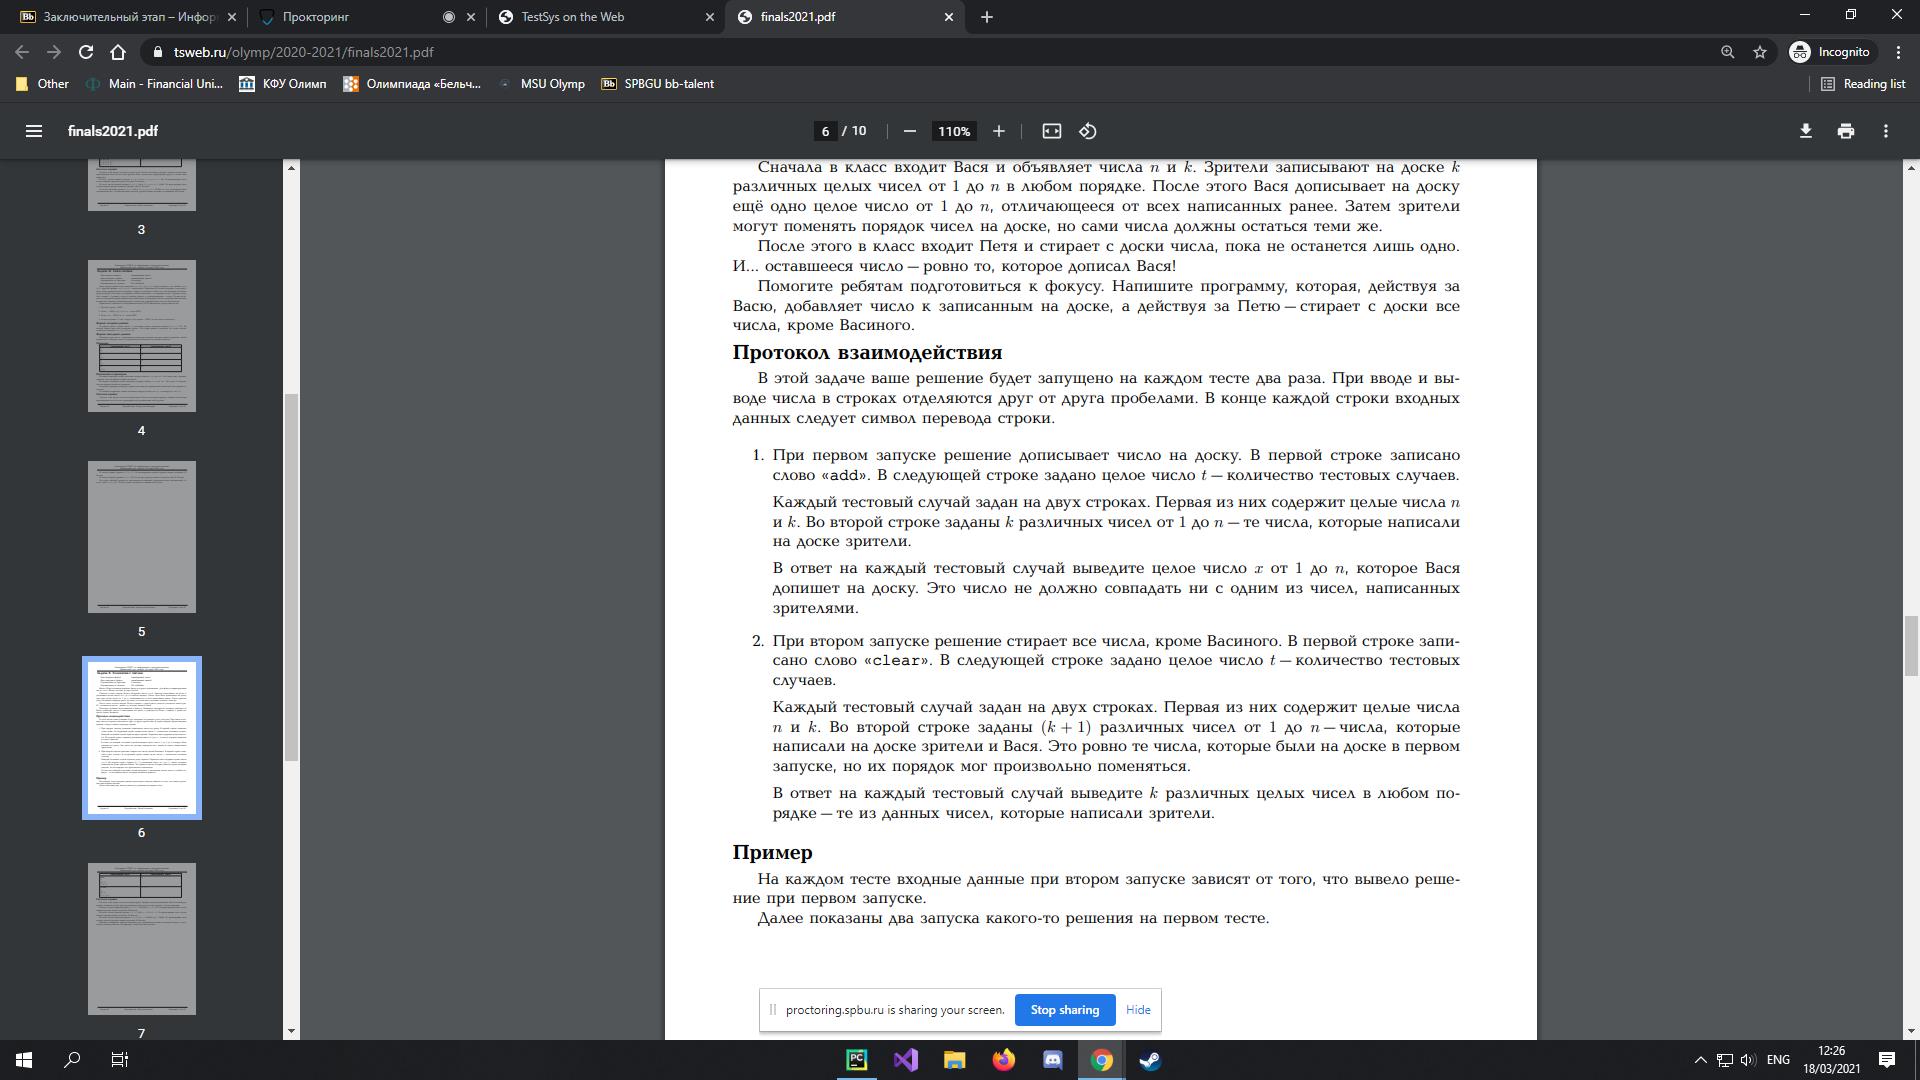 Заключительный этап – Инфор
Прокторинг
TestSys on the Web
finals2021.pdf
tsweb.ru/olymp/2020-2021/finals2021.pdf
Incognito
Other
Main - Financial Uni...
КФУ Олимп
Олимпиада «Бельч...
MSU Olymp
Bb
SPBGU bb-talent
Reading list
finals2021.pdf
6 / 10
110%
3
4
5
6
7
Сначала в класс входит Вася и объявляет числа n и k. Зрители записывают на доске k
различных целых чисел от 1 до n в любом порядке. После этого Вася дописывает на доску
ещё одно целое число от 1 до n, отличающееся от всех написанных ранее. Затем зрители
могут поменять порядок чисел на доске, но сами числа должны остаться теми же.
После этого в класс входит Петя и стирает с доски числа, пока не останется лишь одно.
И... оставшееся число — ровно то, которое дописал Вася!
Помогите ребятам подготовиться к фокусу. Напишите программу, которая, действуя за
Васю, добавляет число к записанным на доске, а действуя за Петю — стирает с доски все
числа, кроме Васиного.
Протокол взаимодействия
В этой задаче ваше решение будет запущено на каждом тесте два раза. При вводе и вы-
воде числа в строках отделяются друг от друга пробелами. В конце каждой строки входных
данных следует символ перевода строки.
1. При первом запуске решение дописывает число на доску. В первой строке записано
слово «add». В следующей строке задано целое число t — количество тестовых случаев.
Каждый тестовый случай задан на двух строках. Первая из них содержит целые числа n
и k. Во второй строке заданы k различных чисел от 1 до n — те числа, которые написали
на доске зрители.
В ответ на каждый тестовый случай выведите целое число x от 1 до n, которое Вася
допишет на доску. Это число не должно совпадать ни с одним из чисел, написанных
зрителями.
2. При втором запуске решение стирает все числа, кроме Васиного. В первой строке запи-
сано слово «clear». В следующей строке задано целое число t — количество тестовых
случаев.
Каждый тестовый случай задан на двух строках. Первая из них содержит целые числа
n и k. Во второй строке заданы (k + 1) различных чисел от 1 до n — числа, которые
написали на доске зрители и Вася. Это ровно те числа, которые были на доске в первом
запуске, но их порядок мог произвольно поменяться.
В ответ на каждый тестовый случай выведите k различных целых чисел в любом по-
рядке — те из данных чисел, которые написали зрители.
Пример
На каждом тесте входные данные при втором запуске зависят от того, что вывело реше-
ние при первом запуске.
Далее показаны два запуска какого-то решения на первом тесте.
proctoring.spbu.ru is sharing your screen.
Stop sharing
Hide
PC
ENG
12:26
18/03/2021